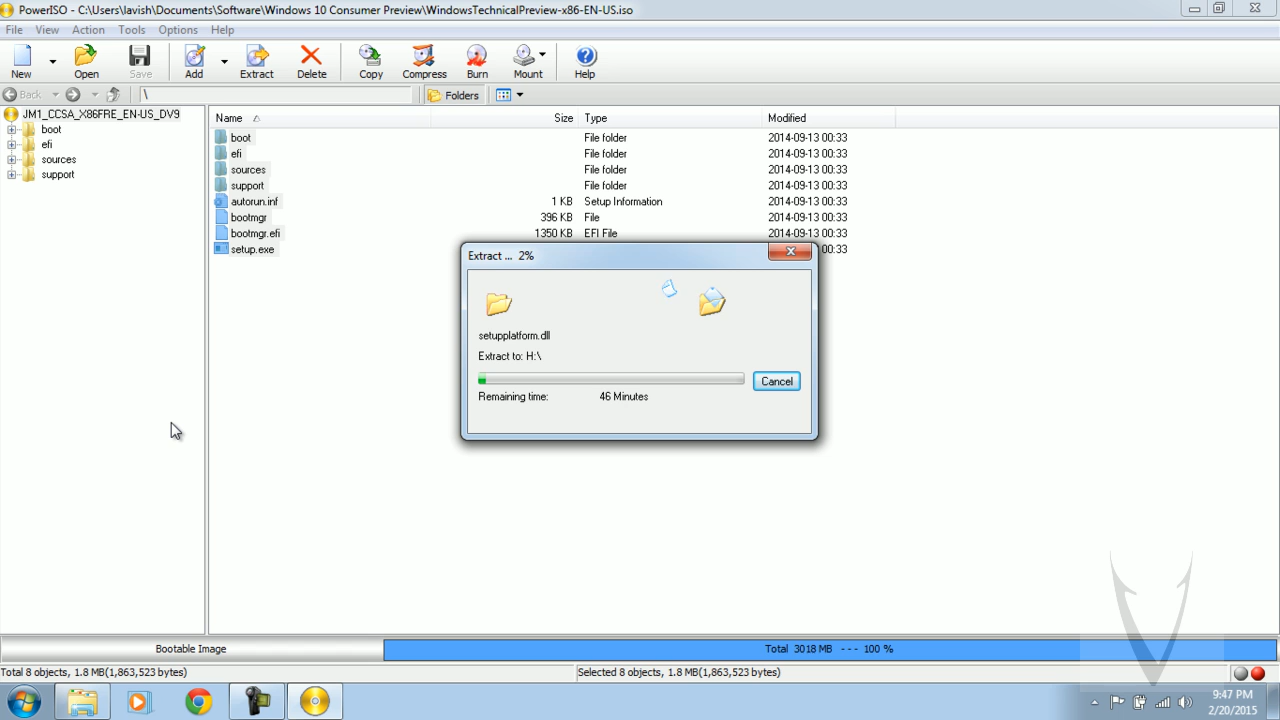 PowerISO - C:\Users\lavish\Documents\Software\Windows 10 Consumer Preview\WindowsTechnicalPreview-x86-EN-US.iso
File View Action Tools Options Help
New Open Save Add Extract Delete Copy Compress Burn Mount Help
Back \ Folders
JM1_CCSA_X86FRE_EN-US_DV9
boot
efi
sources
support
Name Size Type Modified
boot File folder 2014-09-13 00:33
efi File folder 2014-09-13 00:33
sources File folder 2014-09-13 00:33
support File folder 2014-09-13 00:33
autorun.inf 1 KB Setup Information 2014-09-13 00:33
bootmgr 396 KB File 2014-09-13 00:33
bootmgr.efi 1350 KB EFI File 2014-09-13 00:33
setup.exe 00:33
Extract ... 2%
setupplatform.dll
Extract to: H:\
Cancel
Remaining time: 46 Minutes
Bootable Image Total 3018 MB --- 100 %
Total 8 objects, 1.8 MB(1,863,523 bytes) Selected 8 objects, 1.8 MB(1,863,523 bytes)
9:47 PM
2/20/2015